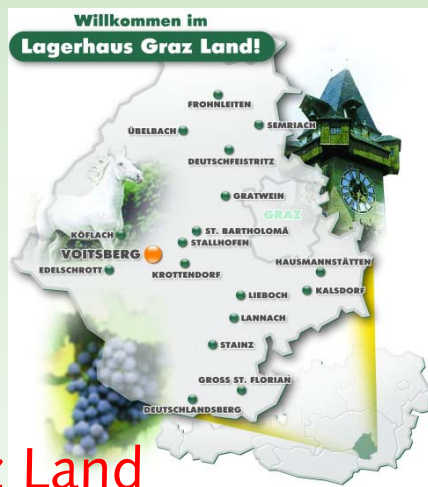 Willkommen im
Lagerhaus Graz Land!
FROHNLEITEN
SEMRIACH
ÜBELBACH
DEUTSCHFEISTRITZ
GRATWEIN
GRAZ
ST. BARTHOLOMÄ
KÖFLACH
STALLHOFEN
VOITSBERG
HAUSMANNSTÄTTEN
EDELSCHROTT
KROTTENDORF
KALSDORF
LIEBOCH
LANNACH
STAINZ
GROSS ST. FLORIAN
DEUTSCHLANDSBERG
z Land